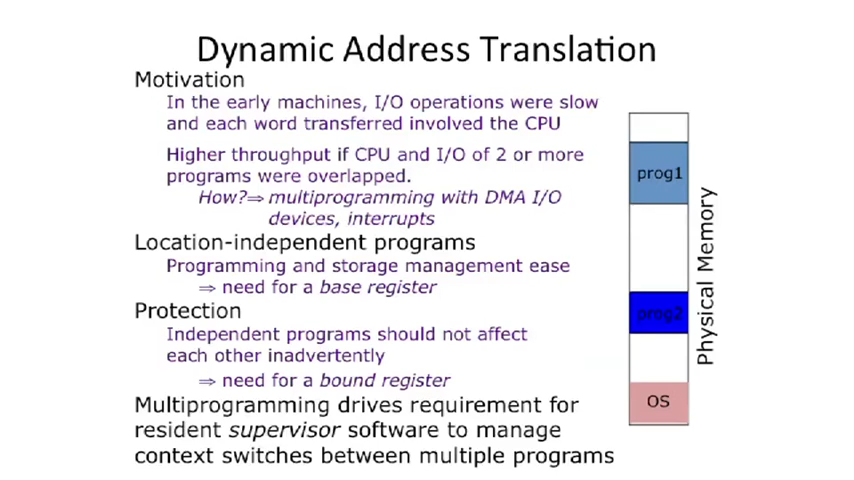 Dynamic Address Translation
Motivation
In the early machines, I/O operations were slow
and each word transferred involved the CPU
Higher throughput if CPU and I/O of 2 or more
programs were overlapped.
How?⇒ multiprogramming with DMA I/O
devices, interrupts
Location-independent programs
Programming and storage management ease
⇒ need for a base register
Protection
Independent programs should not affect
each other inadvertently
⇒ need for a bound register
Multiprogramming drives requirement for
resident supervisor software to manage
context switches between multiple programs
prog1
prog2
OS
Physical Memory